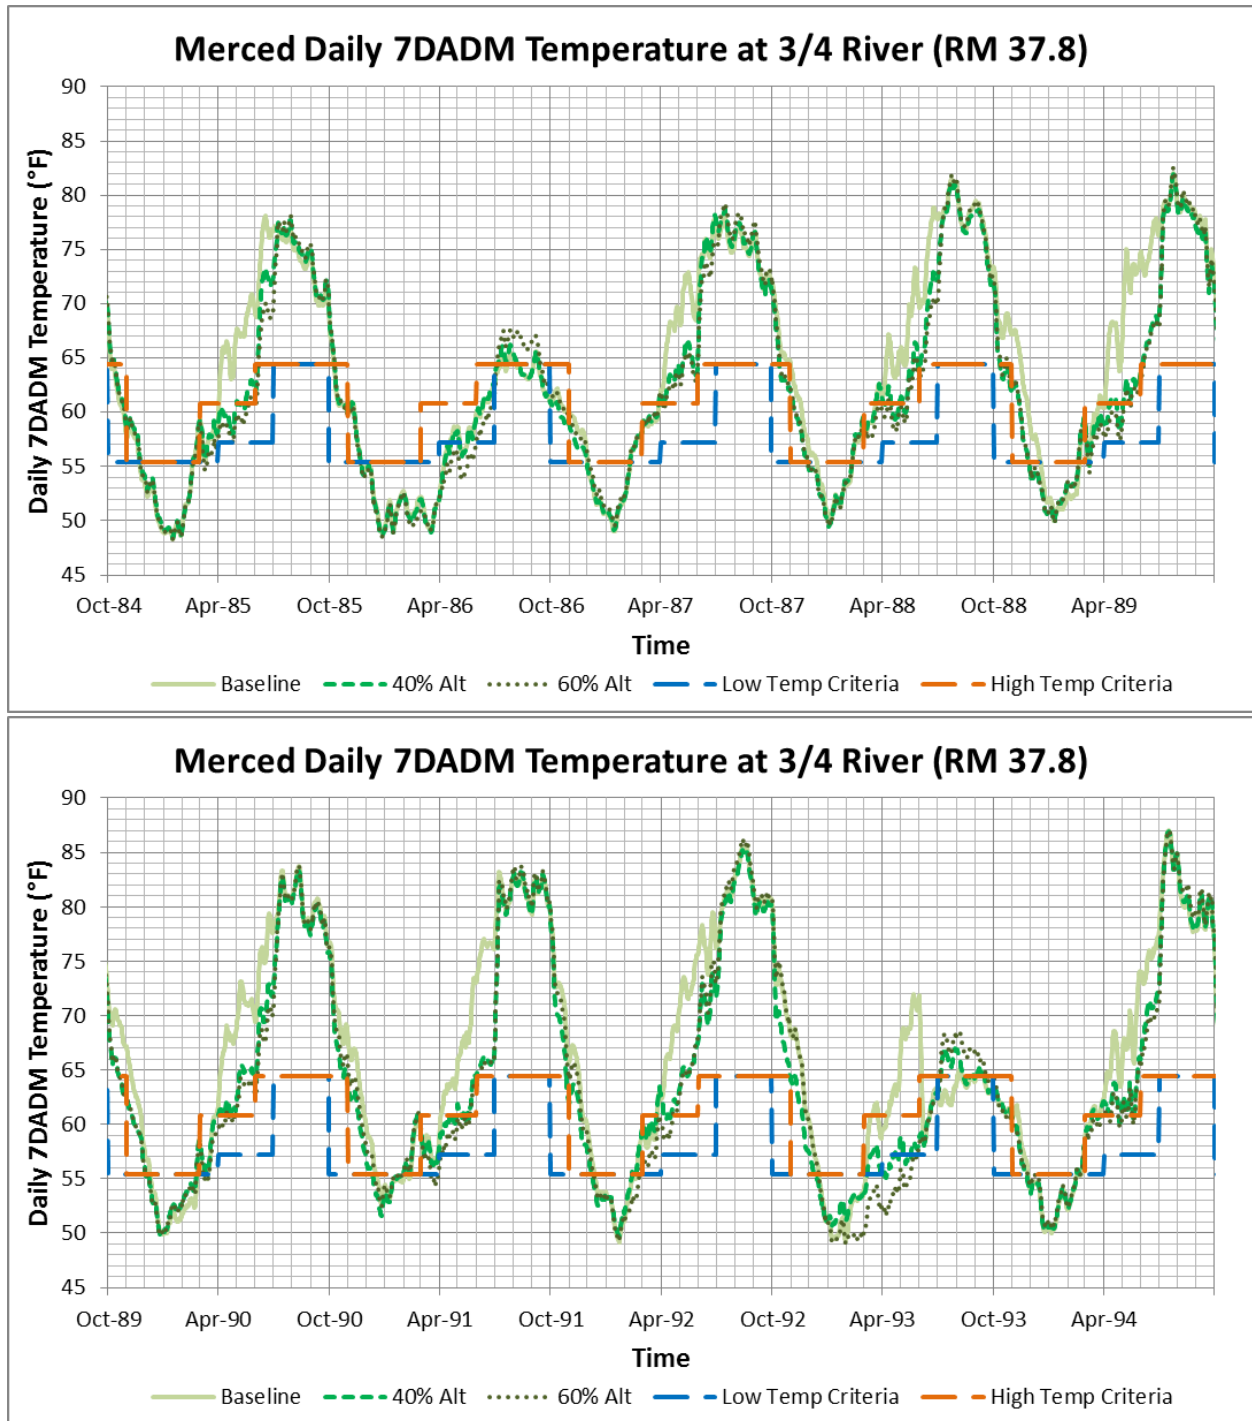 Merced Daily 7DADM Temperature at 3/4 River (RM 37.8)
90
85
80
75
70
65
60
55
50
45
Daily 7DADM Temperature (°F)
Oct-84 Apr-85 Oct-85 Apr-86 Oct-86 Apr-87 Oct-87 Apr-88 Oct-88 Apr-89
Time
Baseline 40% Alt 60% Alt Low Temp Criteria High Temp Criteria
Merced Daily 7DADM Temperature at 3/4 River (RM 37.8)
90
85
80
75
70
65
60
55
50
45
Daily 7DADM Temperature (°F)
Oct-89 Apr-90 Oct-90 Apr-91 Oct-91 Apr-92 Oct-92 Apr-93 Oct-93 Apr-94
Time
Baseline 40% Alt 60% Alt Low Temp Criteria High Temp Criteria